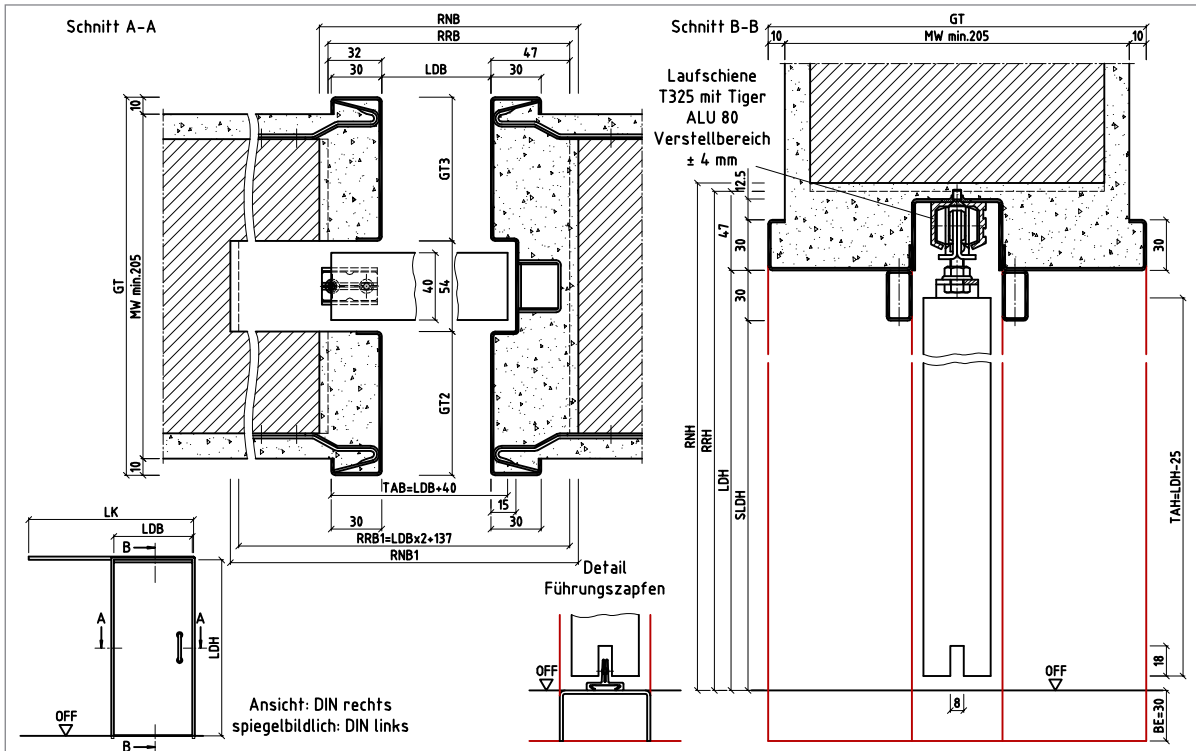 Schnitt A-A
RNB
RRB
32
47
30
LDB
30
10
GT3
GT
MW min.205
40
54
GT2
10
TAB=LDB+40
15
30
30
RRB1=LDBx2+137
RNB1
Schnitt B-B
GT
10
MW min.205
10
Laufschiene
T325 mit Tiger
ALU 80
Verstellbereich
± 4 mm
12.5
47
30
30
30
RNH
RRH
LDH
SLDH
TAH=LDH-25
18
8
OFF
BE=30
LK
LDB
B
A
A
LDH
OFF
B
Ansicht: DIN rechts
spiegelbildlich: DIN links
Detail
Führungszapfen
OFF